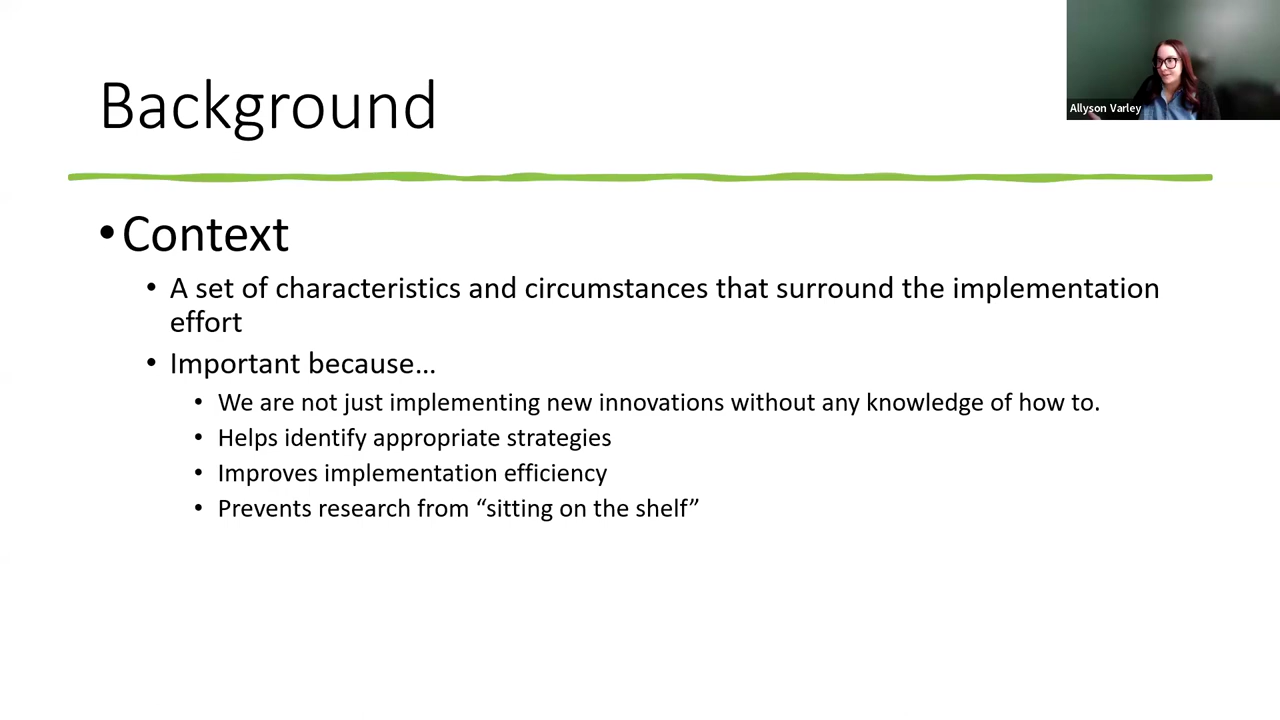 Background
Allyson Varley
•Context
• A set of characteristics and circumstances that surround the implementation
effort
• Important because…
• We are not just implementing new innovations without any knowledge of how to.
• Helps identify appropriate strategies
• Improves implementation efficiency
• Prevents research from “sitting on the shelf”